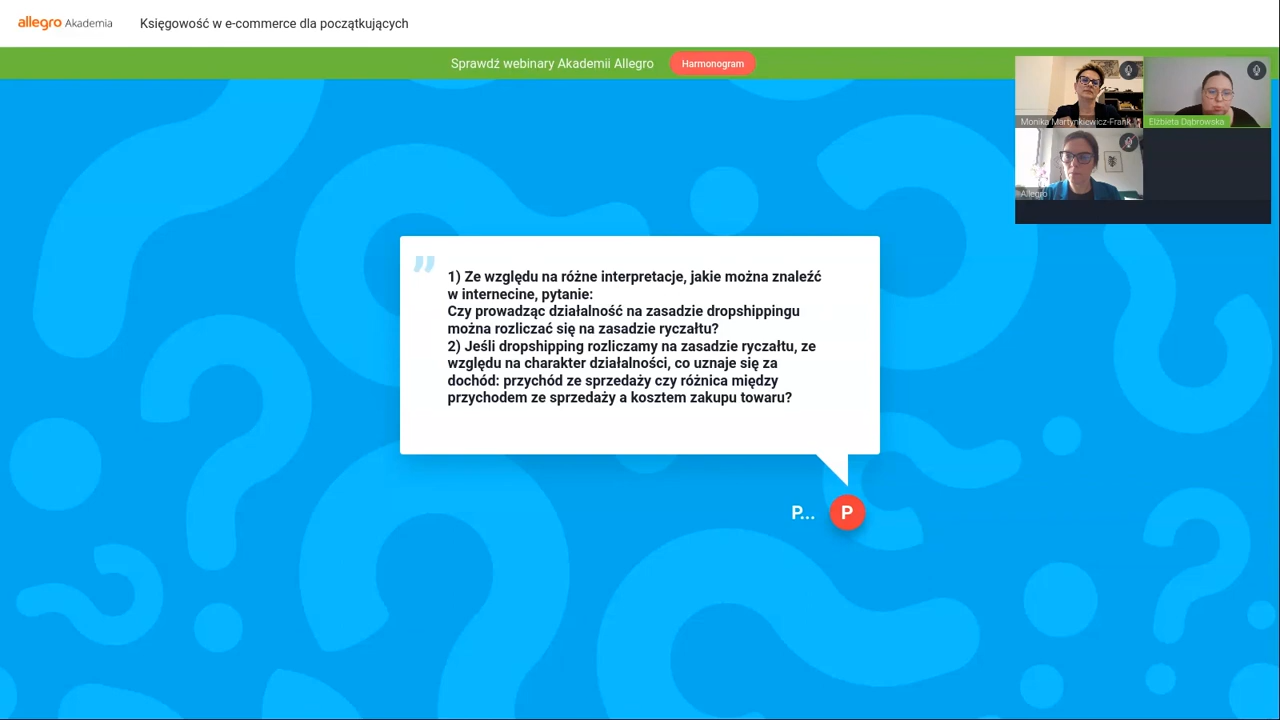 allegro Akademia
Księgowość w e-commerce dla początkujących
Sprawdź webinary Akademii Allegro
Harmonogram
Monika Martynkiewicz-Frank
Elżbieta Dąbrowska
Allegro
1) Ze względu na różne interpretacje, jakie można znaleźć
w internecine, pytanie:
Czy prowadząc działalność na zasadzie dropshippingu
można rozliczać się na zasadzie ryczałtu?
2) Jeśli dropshipping rozliczamy na zasadzie ryczałtu, ze
względu na charakter działalności, co uznaje się za
dochód: przychód ze sprzedaży czy różnica między
przychodem ze sprzedaży a kosztem zakupu towaru?
P...
P